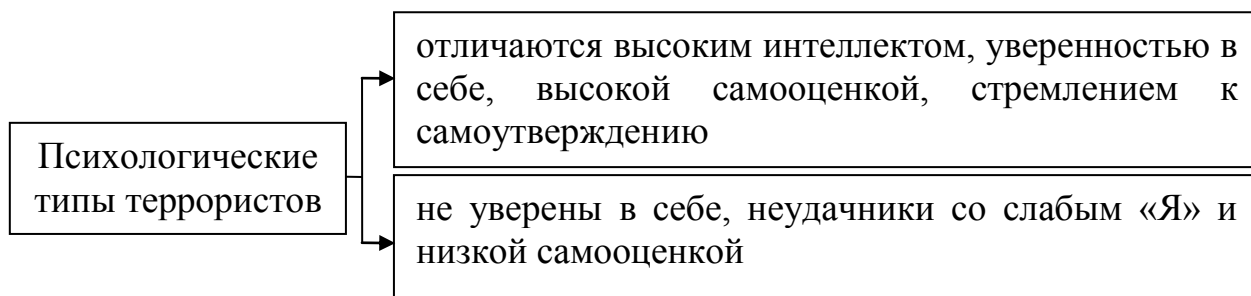 отличаются высоким интеллектом, уверенностью в
себе, высокой самооценкой, стремлением к
самоутверждению
Психологические
типы террористов
не уверены в себе, неудачники со слабым «Я» и
низкой самооценкой